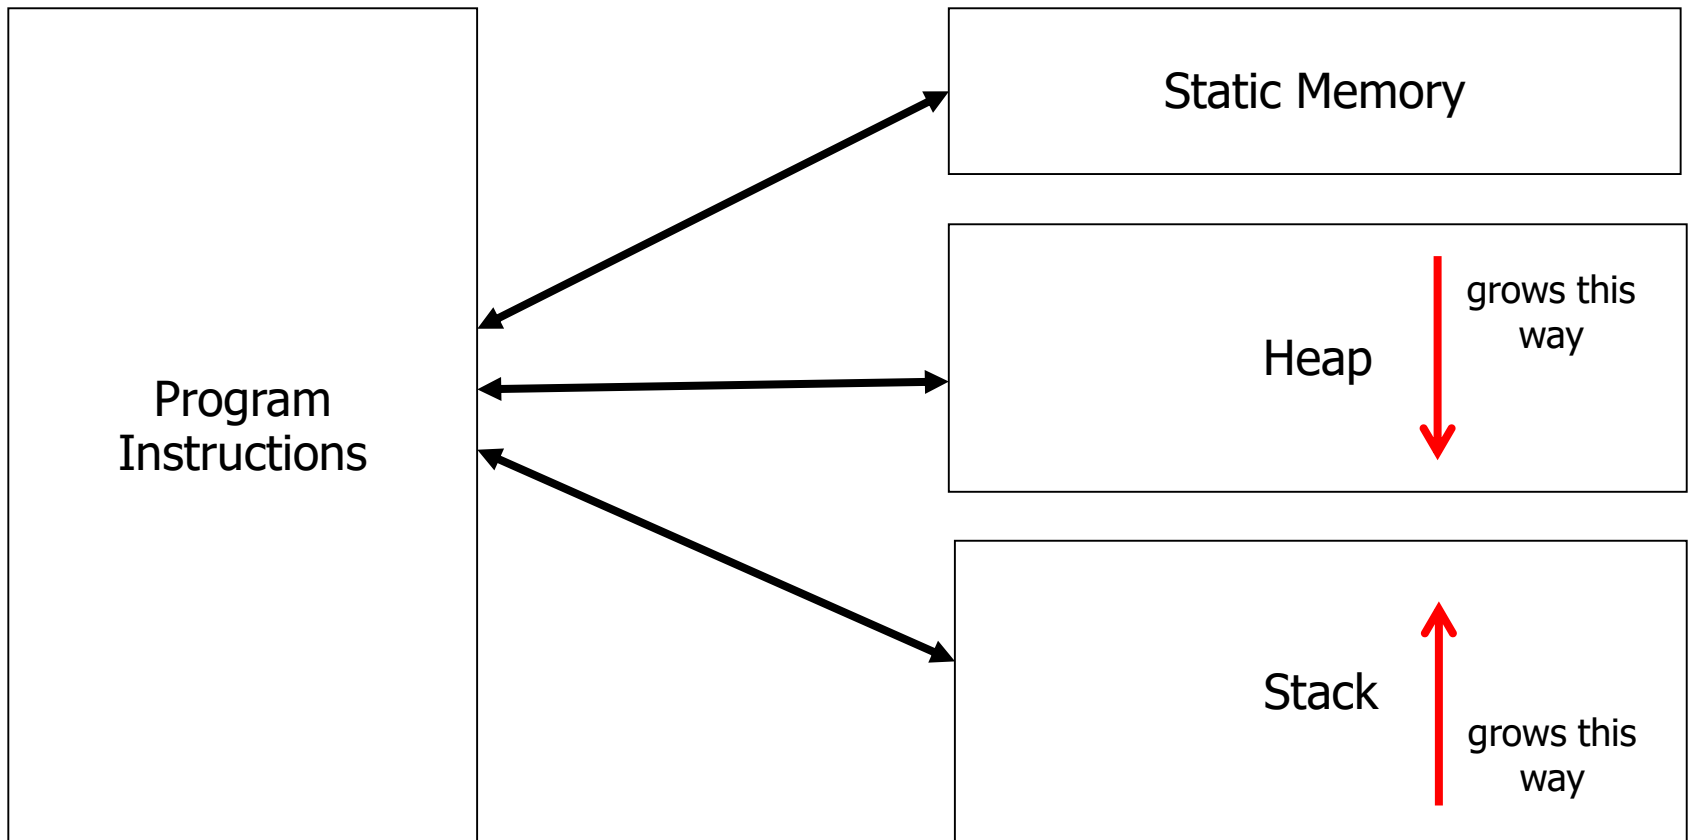 Program
Instructions
Static Memory
Heap
grows this
way
Stack
grows this
way